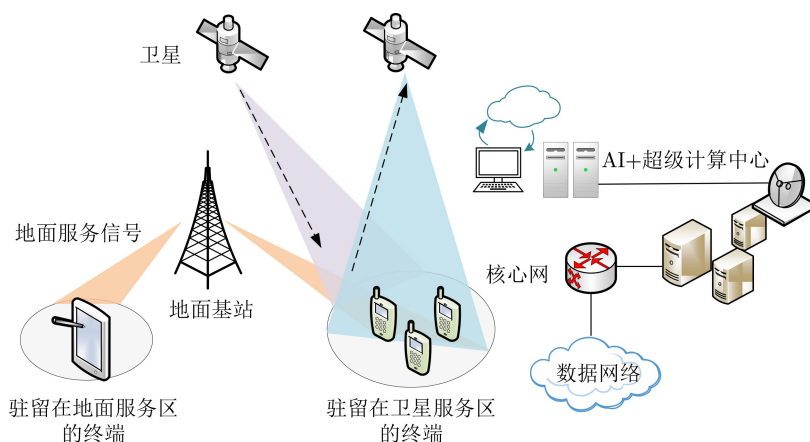 卫星
AI+超级计算中心
地面服务信号
核心网
地面基站
数据网络
驻留在地面服务区
的终端
驻留在卫星服务区
的终端